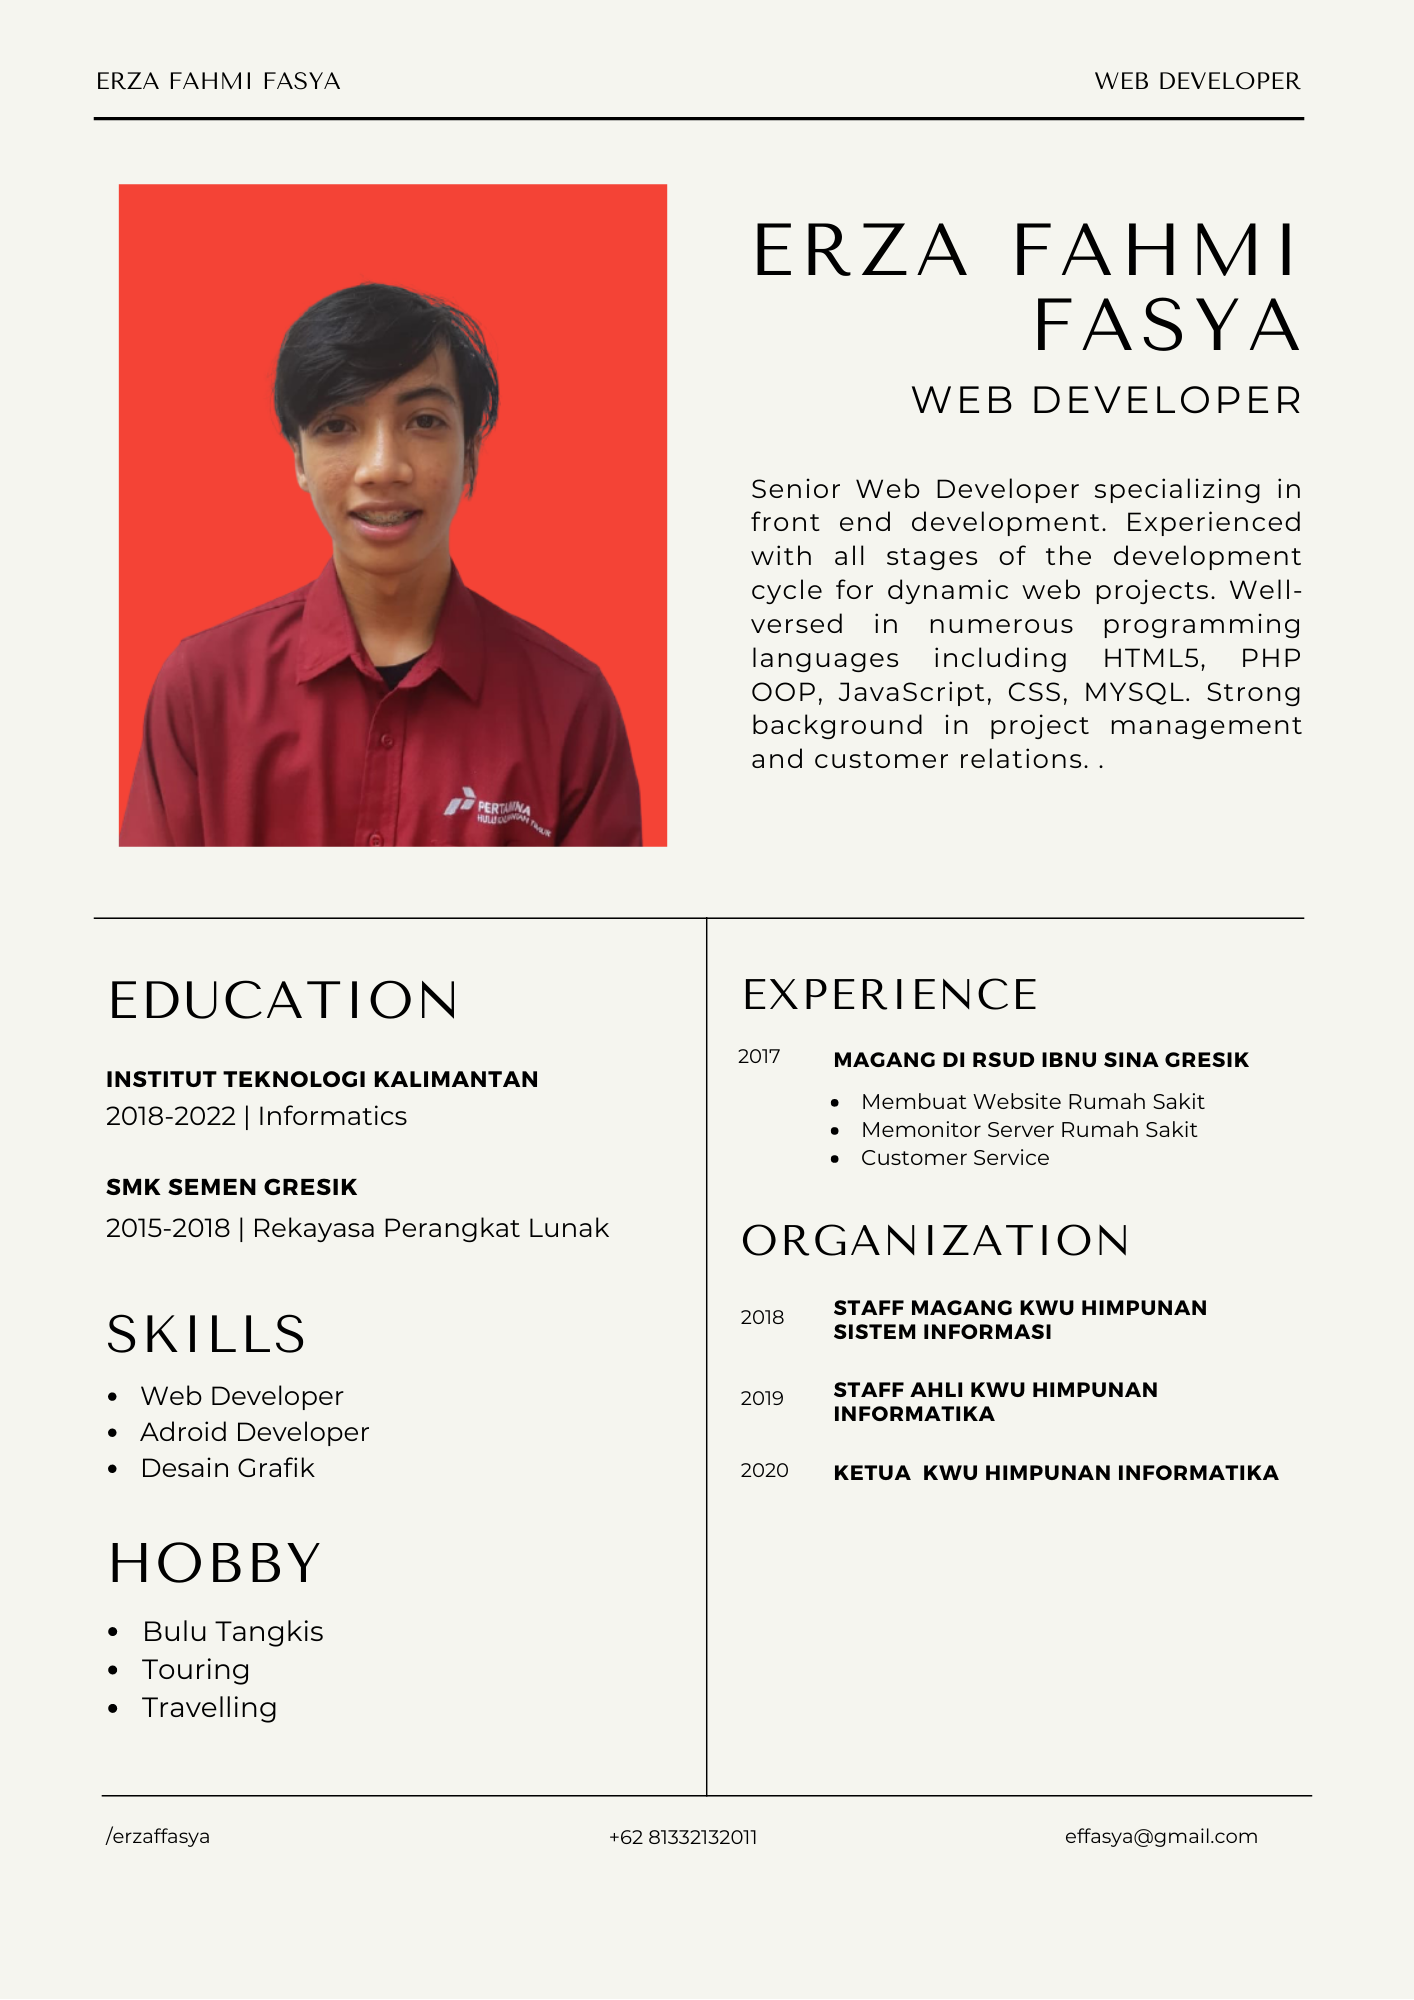 ERZA FAHMI FASYA
WEB DEVELOPER
ERZA FAHMI
FASYA
WEB DEVELOPER
Senior Web Developer specializing in
front end development. Experienced
with all stages of the development
cycle for dynamic web projects. Well-
versed in numerous programming
languages including HTML5, PHP
OOP, JavaScript, CSS, MYSQL. Strong
background in project management
and customer relations. .
PERTAMINA
EDUCATION
INSTITUT TEKNOLOGI KALIMANTAN
2018-2022 | Informatics
SMK SEMEN GRESIK
2015-2018 | Rekayasa Perangkat Lunak
SKILLS
• Web Developer
• Adroid Developer
• Desain Grafik
HOBBY
• Bulu Tangkis
• Touring
• Travelling
EXPERIENCE
2017 MAGANG DI RSUD IBNU SINA GRESIK
• Membuat Website Rumah Sakit
• Memonitor Server Rumah Sakit
• Customer Service
ORGANIZATION
2018 STAFF MAGANG KWU HIMPUNAN
SISTEM INFORMASI
2019 STAFF AHLI KWU HIMPUNAN
INFORMATIKA
2020 KETUA KWU HIMPUNAN INFORMATIKA
/erzaffasya
+62 81332132011
effasya@gmail.com